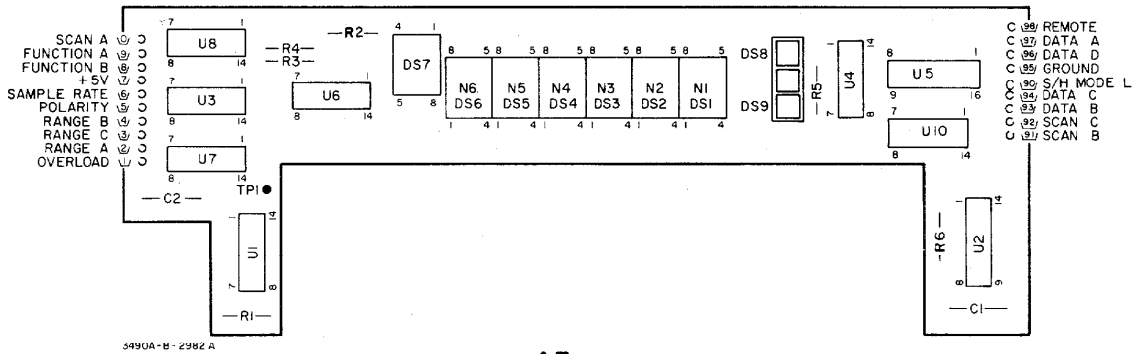 SCAN A 10
FUNCTION A 9
FUNCTION B 8
+5V 7
SAMPLE RATE 6
POLARITY 5
RANGE B 4
RANGE C 3
RANGE A 2
OVERLOAD 1
7 1
U8
8 14
7 1
U3
8 14
7 1
U7
8 14
TP1
—C2—
1 14
U1
7 8
—R1—
—R2—
—R4—
—R3—
7 1
U6
8 14
4 1
DS7
5 8
8 5 8 5 8 5 8 5 8 5 8 5
N6 N5 N4 N3 N2 N1
DS6 DS5 DS4 DS3 DS2 DS1
1 4 1 4 1 4 1 4 1 4 1 4
DS8
DS9
—R5—
1 14
U4
7 8
8 1
U5
9 16
7 1
U10
8 14
C 98 REMOTE
C 97 DATA A
C 96 DATA D
C 95 GROUND
C 90 S/H MODE L
C 94 DATA C
C 93 DATA B
C 92 SCAN C
C 91 SCAN B
—R6—
1 14
U2
8 9
—C1—
3490A-B-2982A